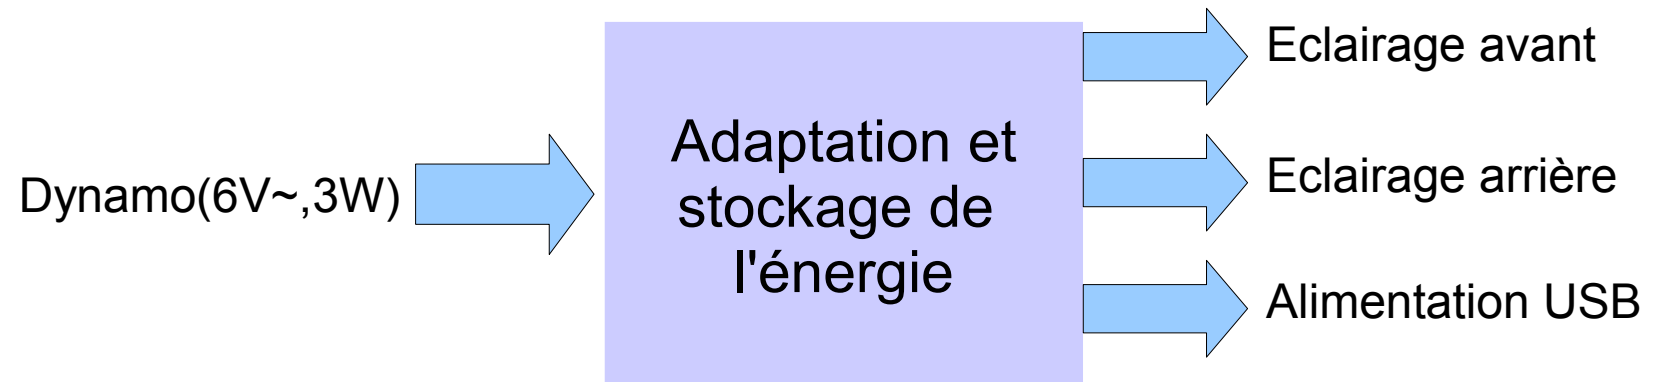 Dynamo(6V~,3W)
Adaptation et
stockage de
l'énergie
Eclairage avant
Eclairage arrière
Alimentation USB